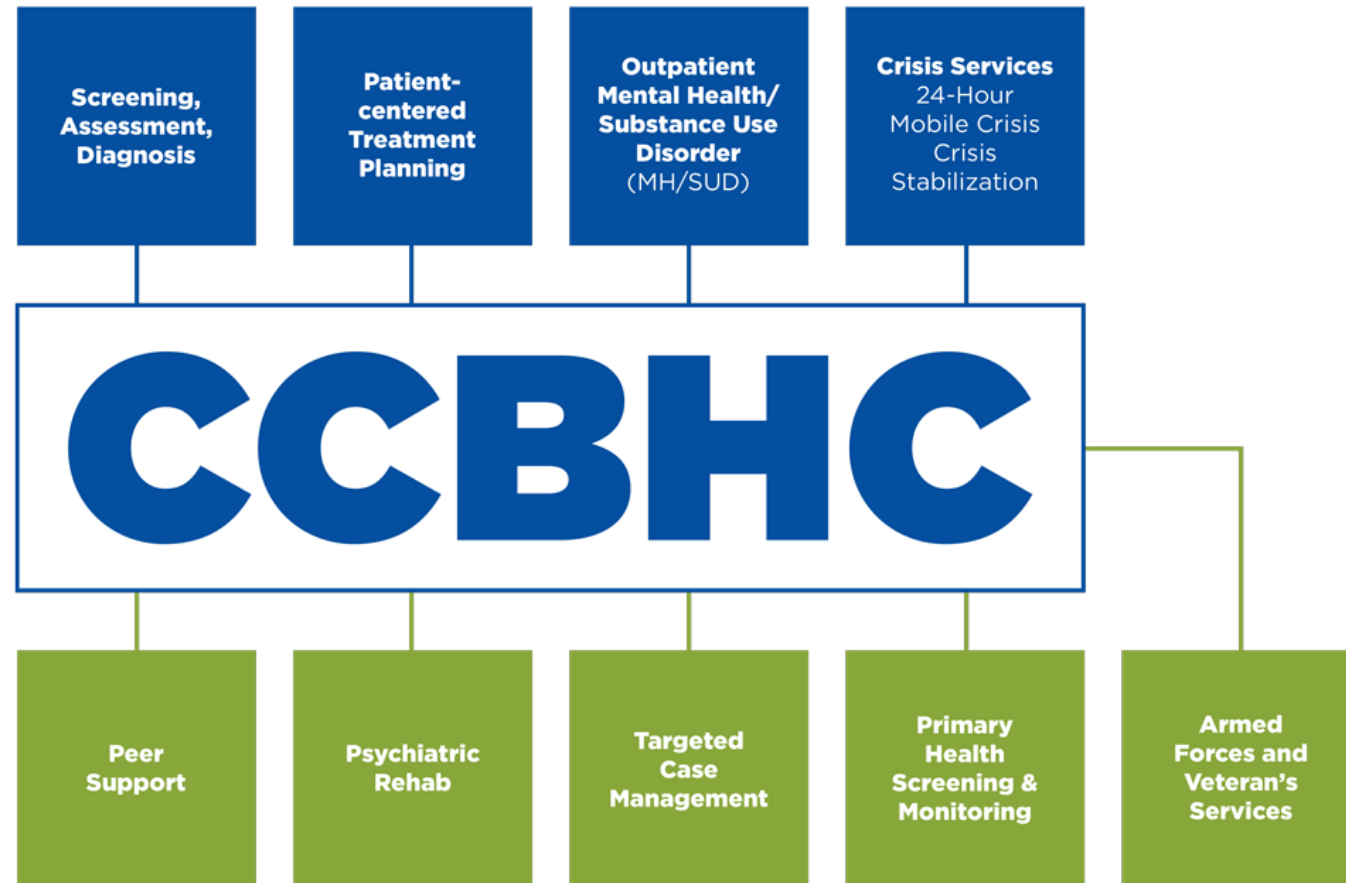 Screening,
Assessment,
Diagnosis
Patient-
centered
Treatment
Planning
Outpatient
Mental Health/
Substance Use
Disorder
(MH/SUD)
Crisis Services
24-Hour
Mobile Crisis
Crisis
Stabilization
CCBHC
Peer
Support
Psychiatric
Rehab
Targeted
Case
Management
Primary
Health
Screening &
Monitoring
Armed
Forces and
Veteran's
Services